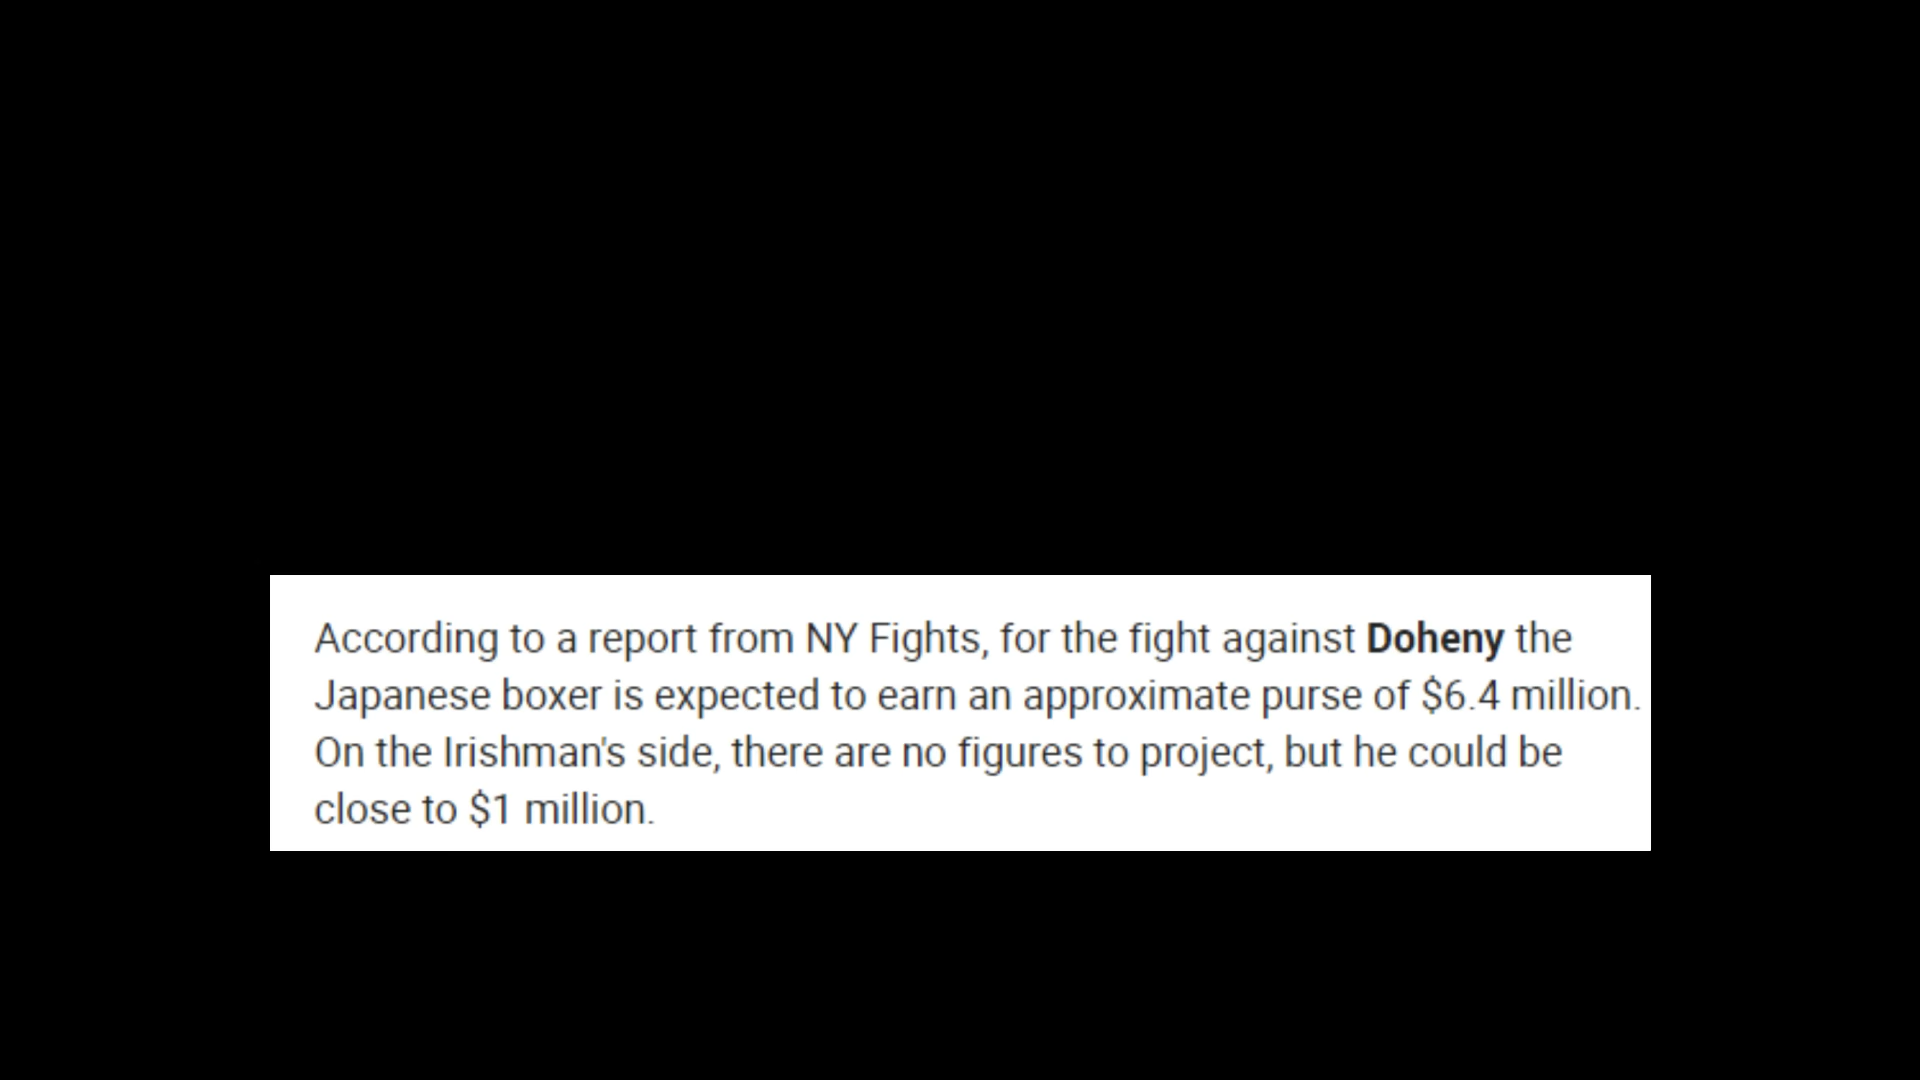 According to a report from NY Fights, for the fight against Doheny the
Japanese boxer is expected to earn an approximate purse of $6.4 million.
On the Irishman's side, there are no figures to project, but he could be
close to $1 million.